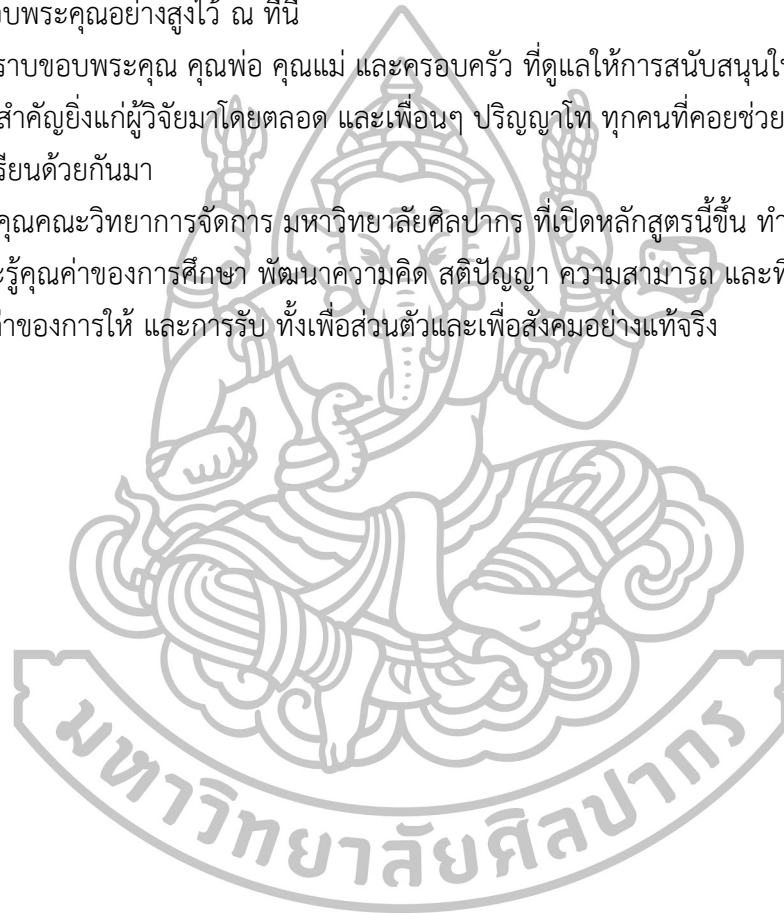 อบพระคุณอย่างสูงไว้ ณ ที่นี้
ราบขอบพระคุณ คุณพ่อ คุณแม่ และครอบครัว ที่ดูแลให้การสนับสนุนใน
สำคัญยิ่งแก่ผู้วิจัยมาโดยตลอด และเพื่อนๆ ปริญญาโท ทุกคนที่คอยช่วย
รียนด้วยกันมา
คุณคณะวิทยาการจัดการ มหาวิทยาลัยศิลปากร ที่เปิดหลักสูตรนี้ขึ้น ทำ
ะรู้คุณค่าของการศึกษา พัฒนาความคิด สติปัญญา ความสามารถ และที
าของการให้ และการรับ ทั้งเพื่อส่วนตัวและเพื่อสังคมอย่างแท้จริง
มหาวิทยาลัยศิลปากร